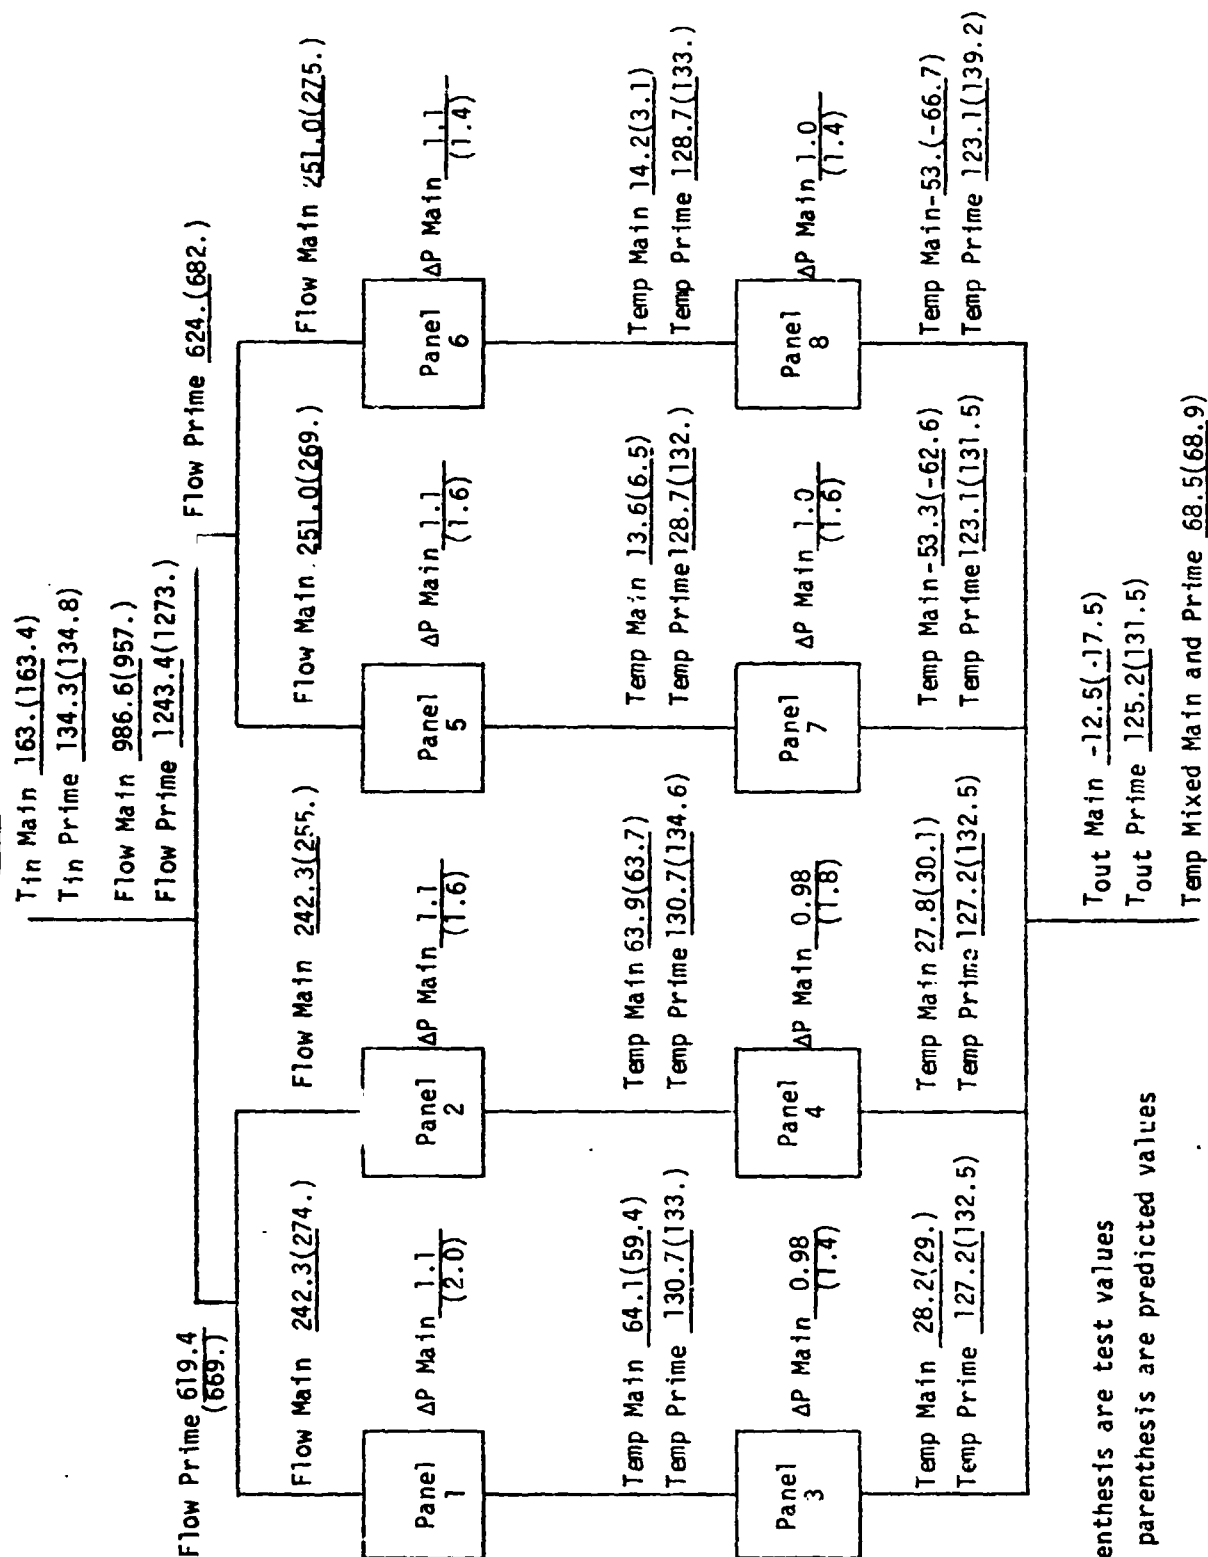 Tin Main 163.(163.4)
Tin Prime 134.3(134.8)
Flow Main 986.6(957.)
Flow Prime 1243.4(1273.)
Flow Prime 619.4
(669.)
Flow Prime 624.(682.)
Flow Main 242.3(274.)
Flow Main 242.3(255.)
Flow Main 251.0(269.)
Flow Main 251.0(275.)
Panel
1
ΔP Main 1.1
(2.0)
Panel
2
ΔP Main 1.1
(1.6)
Panel
5
ΔP Main 1.1
(1.6)
Panel
6
ΔP Main 1.1
(1.4)
Temp Main 64.1(59.4)
Temp Prime 130.7(133.)
Temp Main 63.9(63.7)
Temp Prime 130.7(134.6)
Temp Main 13.6(6.5)
Temp Prime 128.7(132.)
Temp Main 14.2(3.1)
Temp Prime 128.7(133.)
Panel
3
ΔP Main 0.98
(1.4)
Panel
4
ΔP Main 0.98
(1.8)
Panel
7
ΔP Main 1.0
(1.6)
Panel
8
ΔP Main 1.0
(1.4)
Temp Main 28.2(29.)
Temp Prime 127.2(132.5)
Temp Main 27.8(30.1)
Temp Prime 127.2(132.5)
Temp Main-53.3(-62.6)
Temp Prime 123.1(131.5)
Temp Main-53.(-66.7)
Temp Prime 123.1(139.2)
Tout Main -12.5(-17.5)
Tout Prime 125.2(131.5)
Temp Mixed Main and Prime 68.5(68.9)
enthesis are test values
parenthesis are predicted values